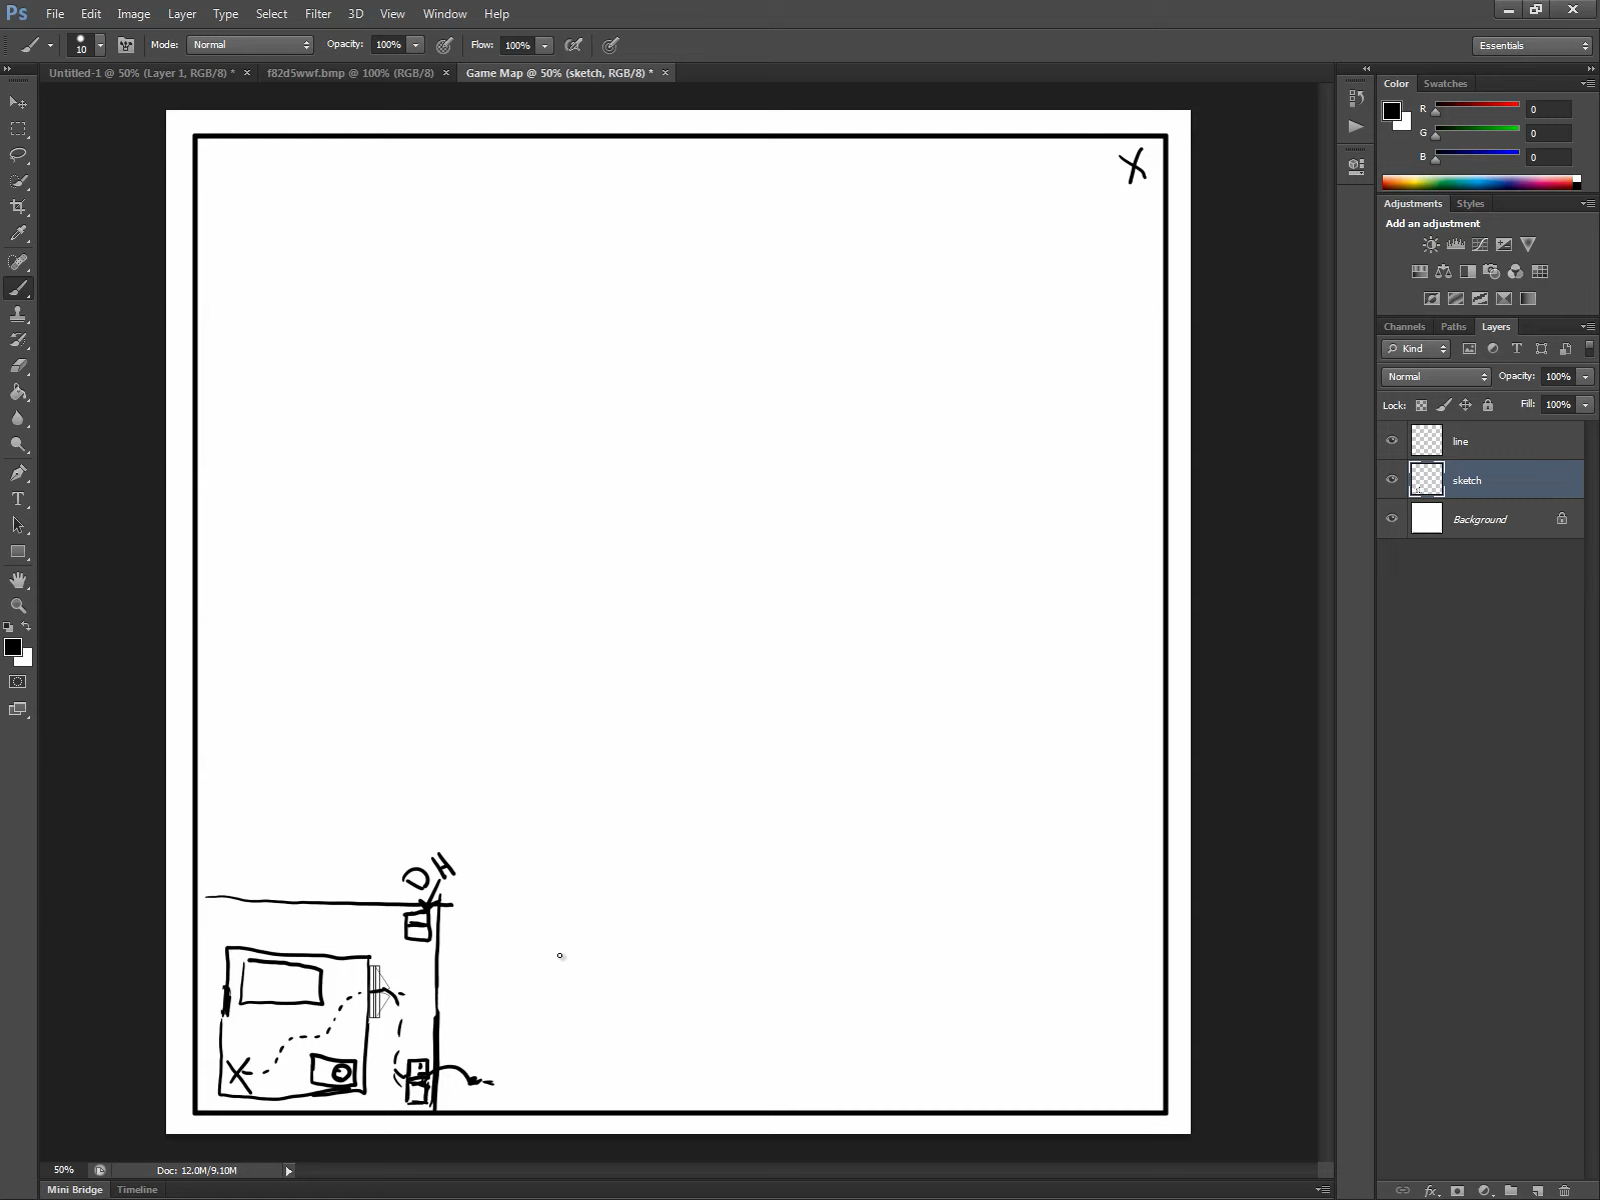 Ps File Edit Image Layer Type Select Filter 3D View Window Help
10 Mode: Normal Opacity: 100% Flow: 100% Essentials
Untitled-1 @ 50% (Layer 1, RGB/8) * × f82d5wwf.bmp @ 100% (RGB/8) × Game Map @ 50% (sketch, RGB/8) * ×
Color Swatches
R 0
G 0
B 0
X
Adjustments Styles
Add an adjustment
Channels Paths Layers
Kind T
Normal Opacity: 100%
Lock: Fill: 100%
line
sketch
Background
T
DH
X
50% Doc: 12.0M/9.10M
Mini Bridge Timeline
fx